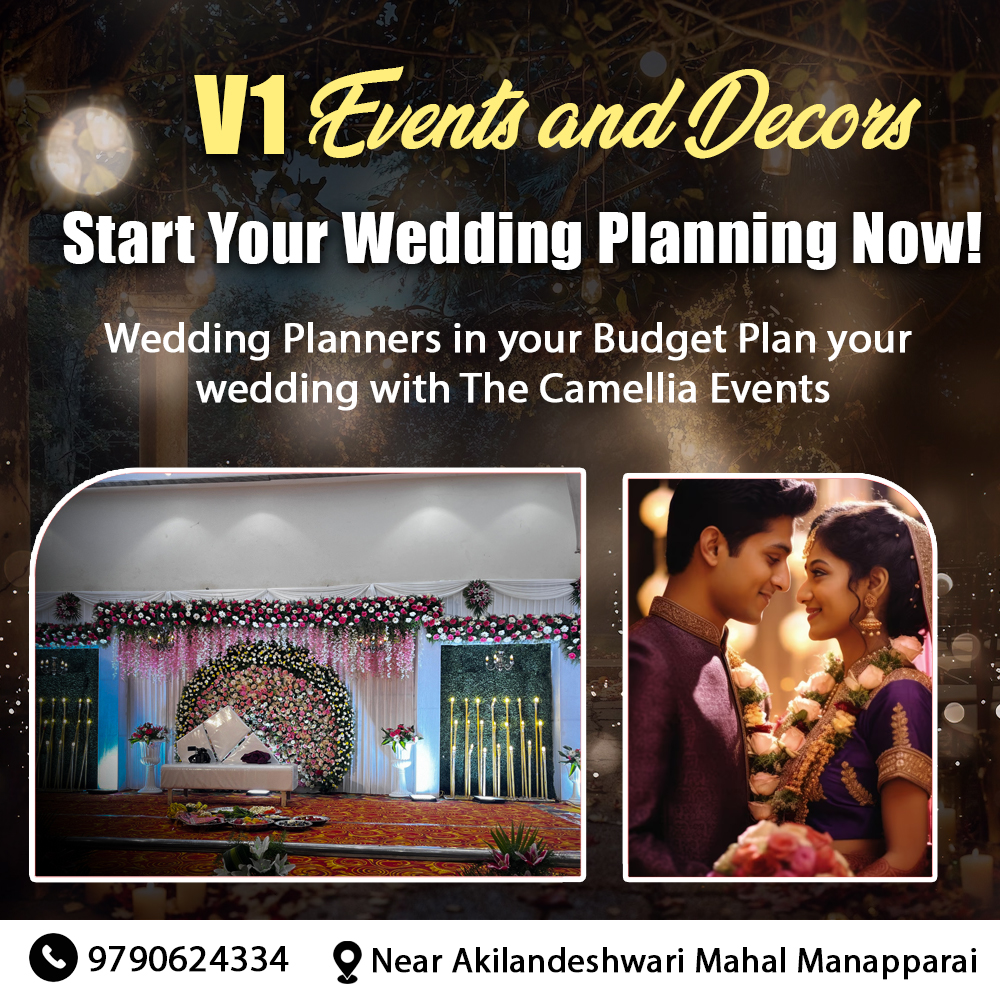 V1 Events and Decors
Start Your Wedding Planning Now!
Wedding Planners in your Budget Plan your
wedding with The Camellia Events
9790624334
Near Akilandeshwari Mahal Manapparai